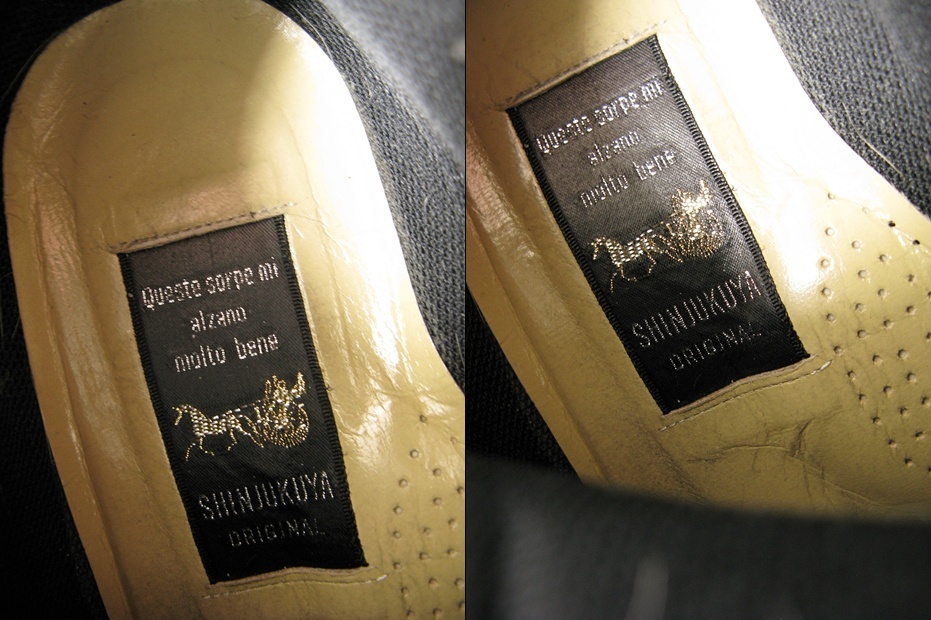 Queste sorpe mi
alzano
molto bene
SHINJUKUYA
ORIGINAL
Queste sorpe mi
alzano
molto bene
SHINJUKUYA
ORIGINAL